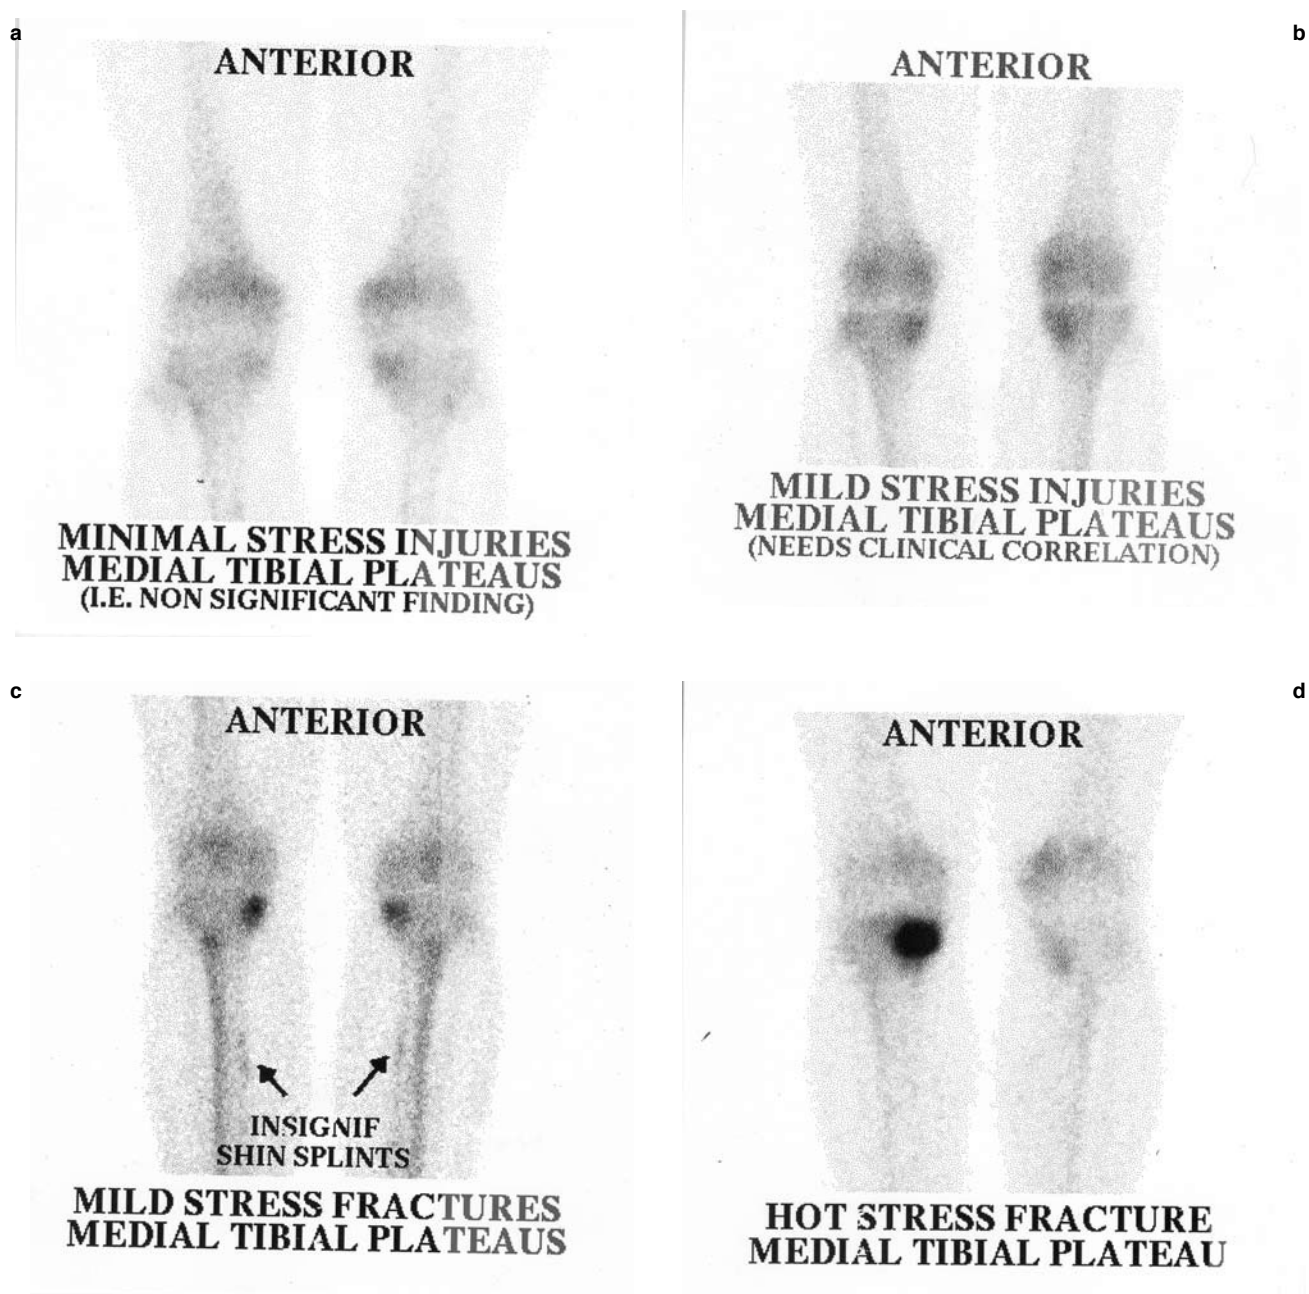 a
ANTERIOR
MINIMAL STRESS INJURIES
MEDIAL TIBIAL PLATEAUS
(I.E. NON SIGNIFICANT FINDING)
b
ANTERIOR
MILD STRESS INJURIES
MEDIAL TIBIAL PLATEAUS
(NEEDS CLINICAL CORRELATION)
c
ANTERIOR
INSIGNIF
SHIN SPLINTS
MILD STRESS FRACTURES
MEDIAL TIBIAL PLATEAUS
d
ANTERIOR
HOT STRESS FRACTURE
MEDIAL TIBIAL PLATEAU